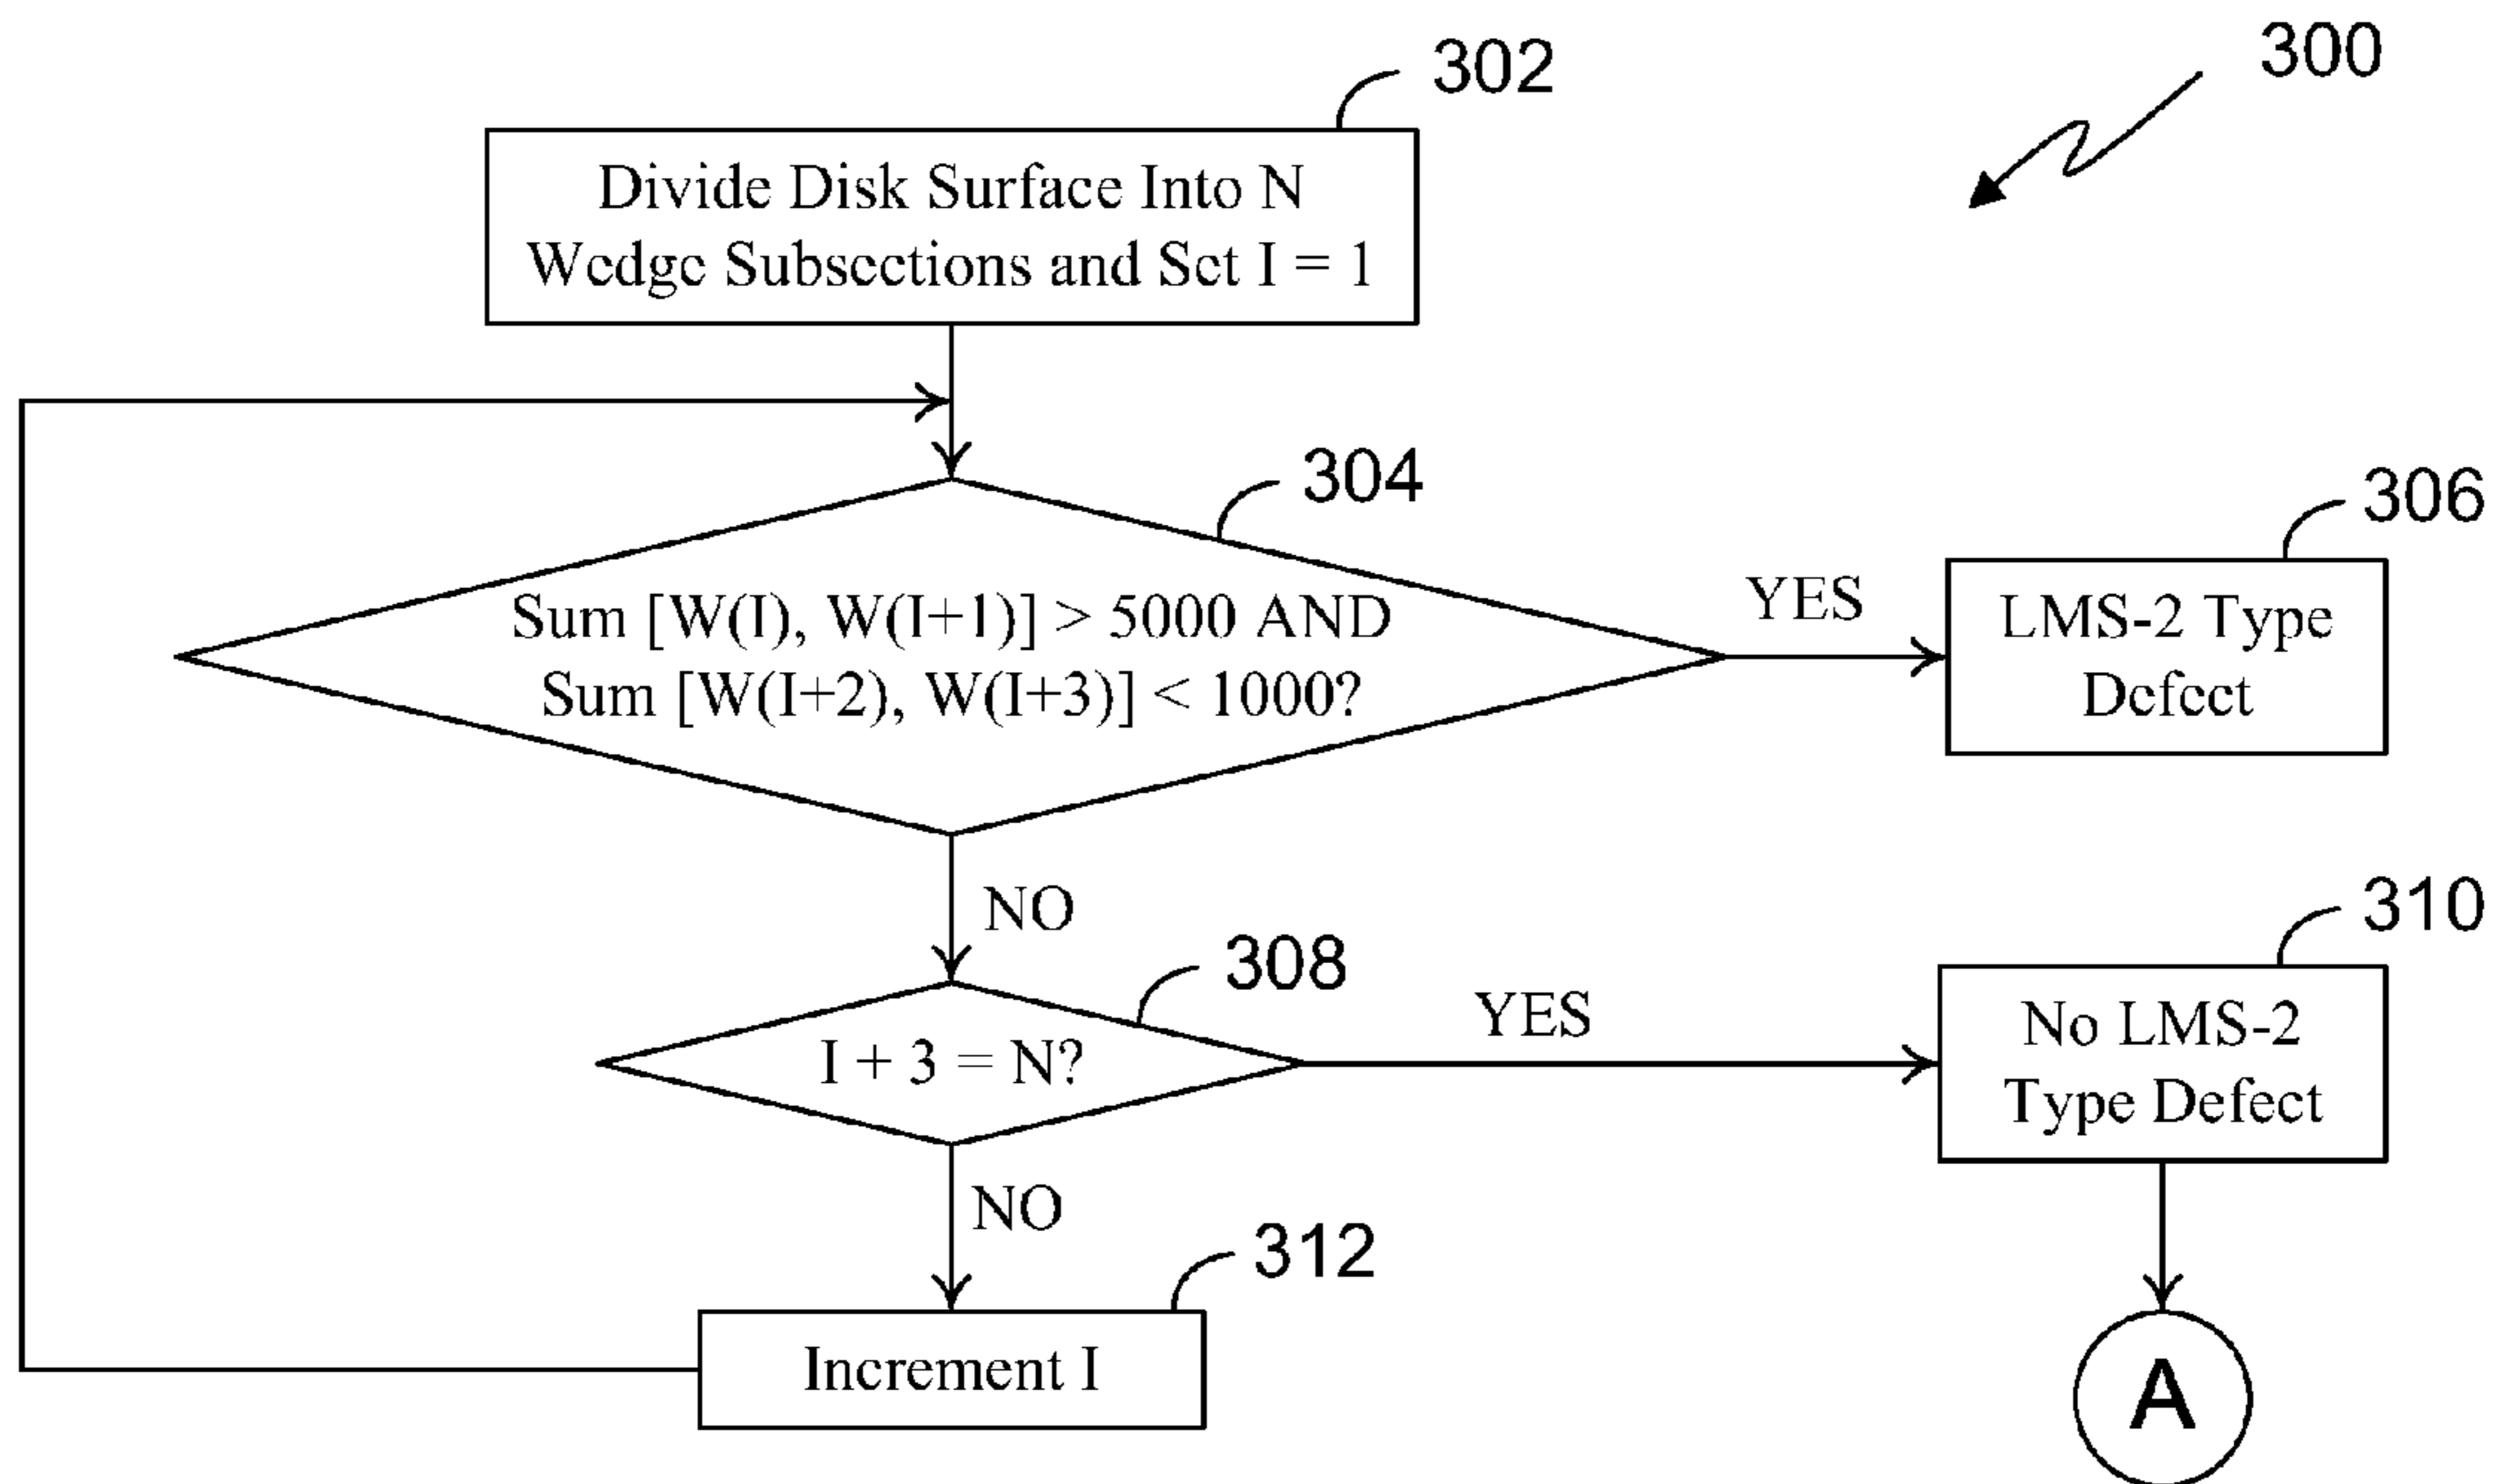 300
302
Divide Disk Surface Into N
Wedge Subsections and Set I = 1
304
Sum [W(I), W(I+1)] > 5000 AND
Sum [W(I+2), W(I+3)] < 1000?
YES
306
LMS-2 Type
Defect
NO
308
I + 3 = N?
YES
310
No LMS-2
Type Defect
NO
312
Increment I
A